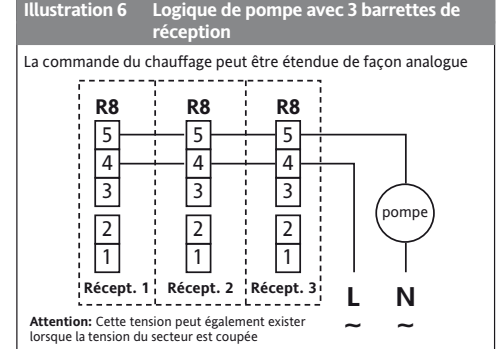 Illustration 6 Logique de pompe avec 3 barrettes de
réception
La commande du chauffage peut être étendue de façon analogue
R8 R8 R8
5 5 5
4 4 4
3 3 3
pompe
2 2 2
1 1 1
Récept. 1 Récept. 2 Récept. 3
L N
~ ~
Attention: Cette tension peut également exister
lorsque la tension du secteur est coupée